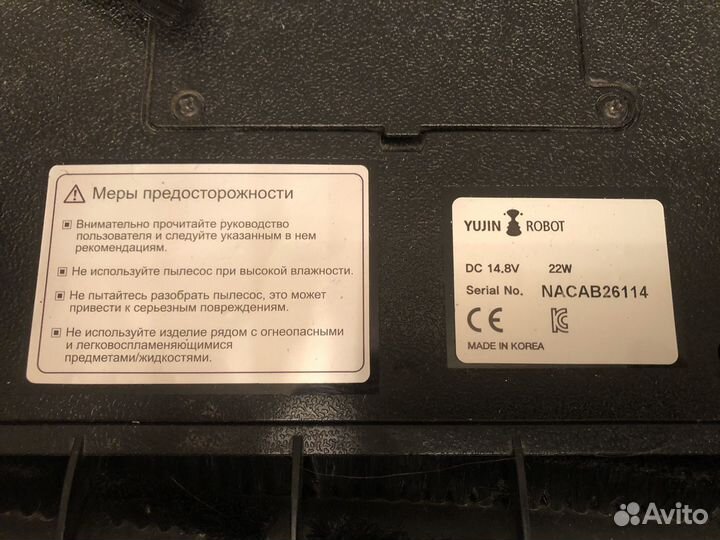 Меры предосторожности
Внимательно прочитайте руководство
пользователя и следуйте указанным в нем
рекомендациям.
Не используйте пылесос при высокой влажности.
Не пытайтесь разобрать пылесос, это может
привести к серьезным повреждениям.
Не используйте изделие рядом с огнеопасными
и легковоспламеняющимися
предметами/жидкостями.
YUJIN ROBOT
DC 14.8V 22W
Serial No. NACAB26114
CE
MADE IN KOREA
Avito